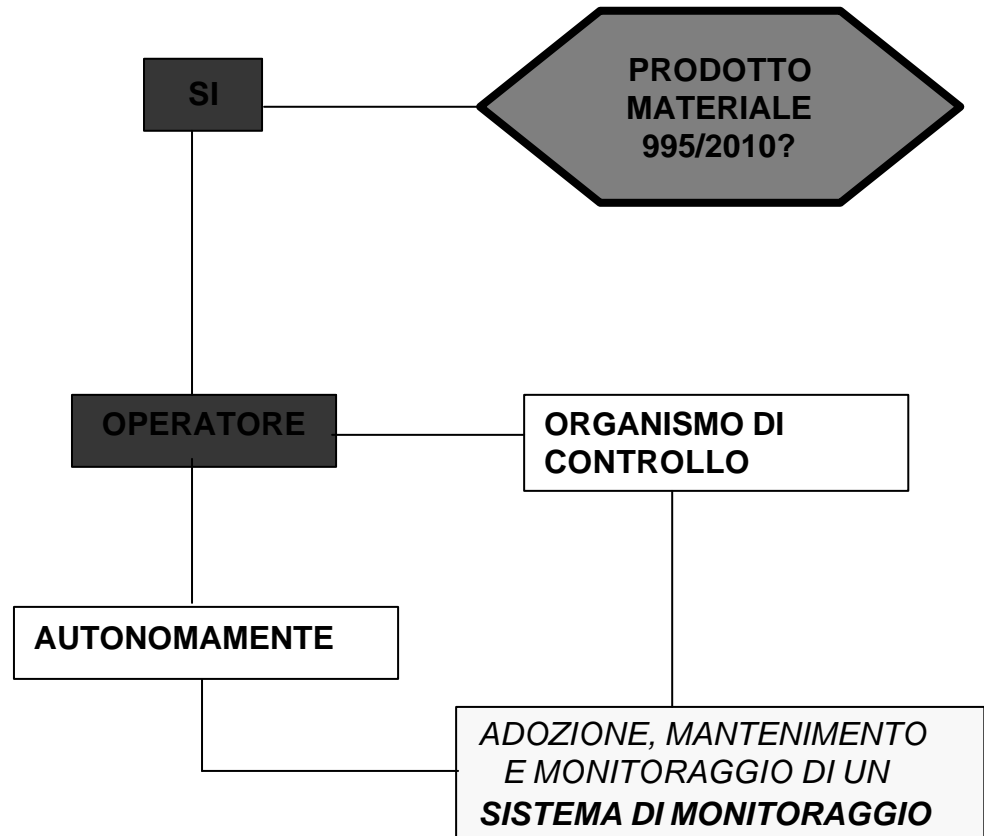 SI
PRODOTTO
MATERIALE
995/2010?
OPERATORE
ORGANISMO DI
CONTROLLO
AUTONOMAMENTE
ADOZIONE, MANTENIMENTO
E MONITORAGGIO DI UN
SISTEMA DI MONITORAGGIO